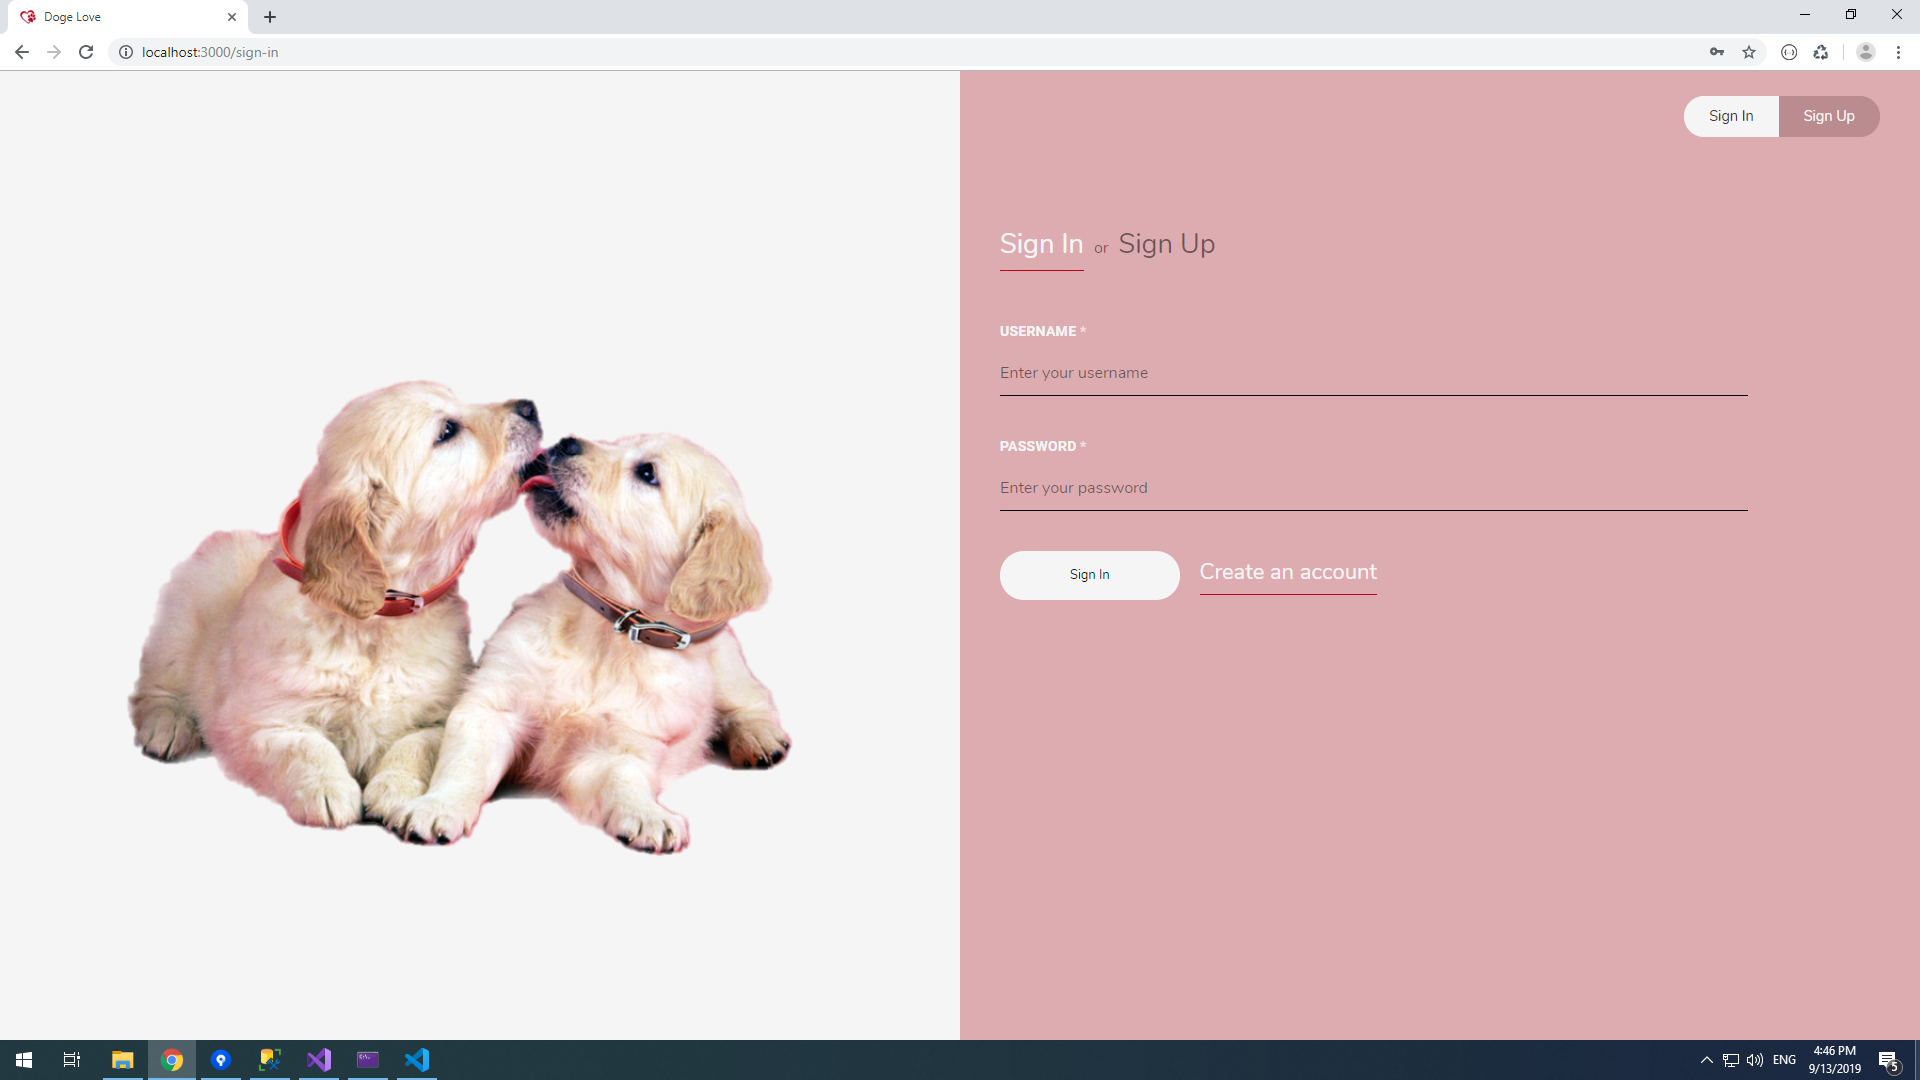 Doge Love
localhost:3000/sign-in
Sign In Sign Up
Sign In or Sign Up
USERNAME *
Enter your username
PASSWORD *
Enter your password
Sign In Create an account
ENG
4:46 PM
9/13/2019
5